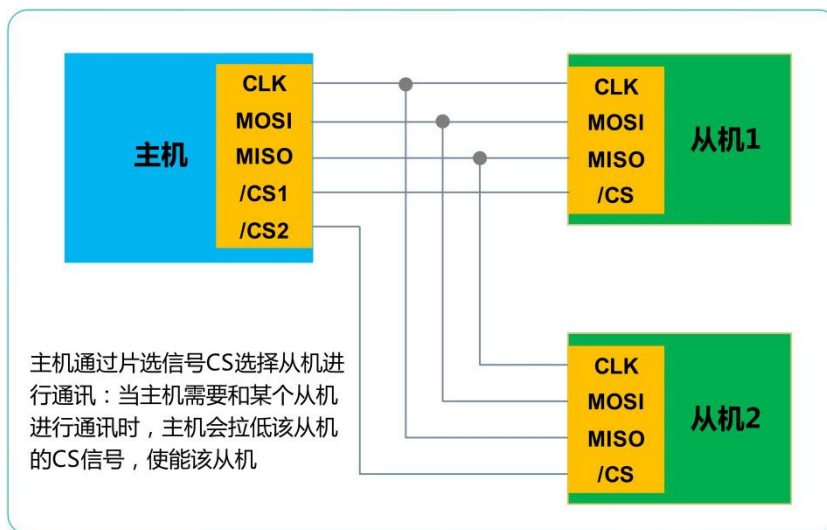 主机
CLK
MOSI
MISO
/CS1
/CS2
CLK
MOSI
MISO
/CS
从机1
主机通过片选信号CS选择从机进
行通讯：当主机需要和某个从机
进行通讯时，主机会拉低该从机
的CS信号，使能该从机
CLK
MOSI
MISO
/CS
从机2